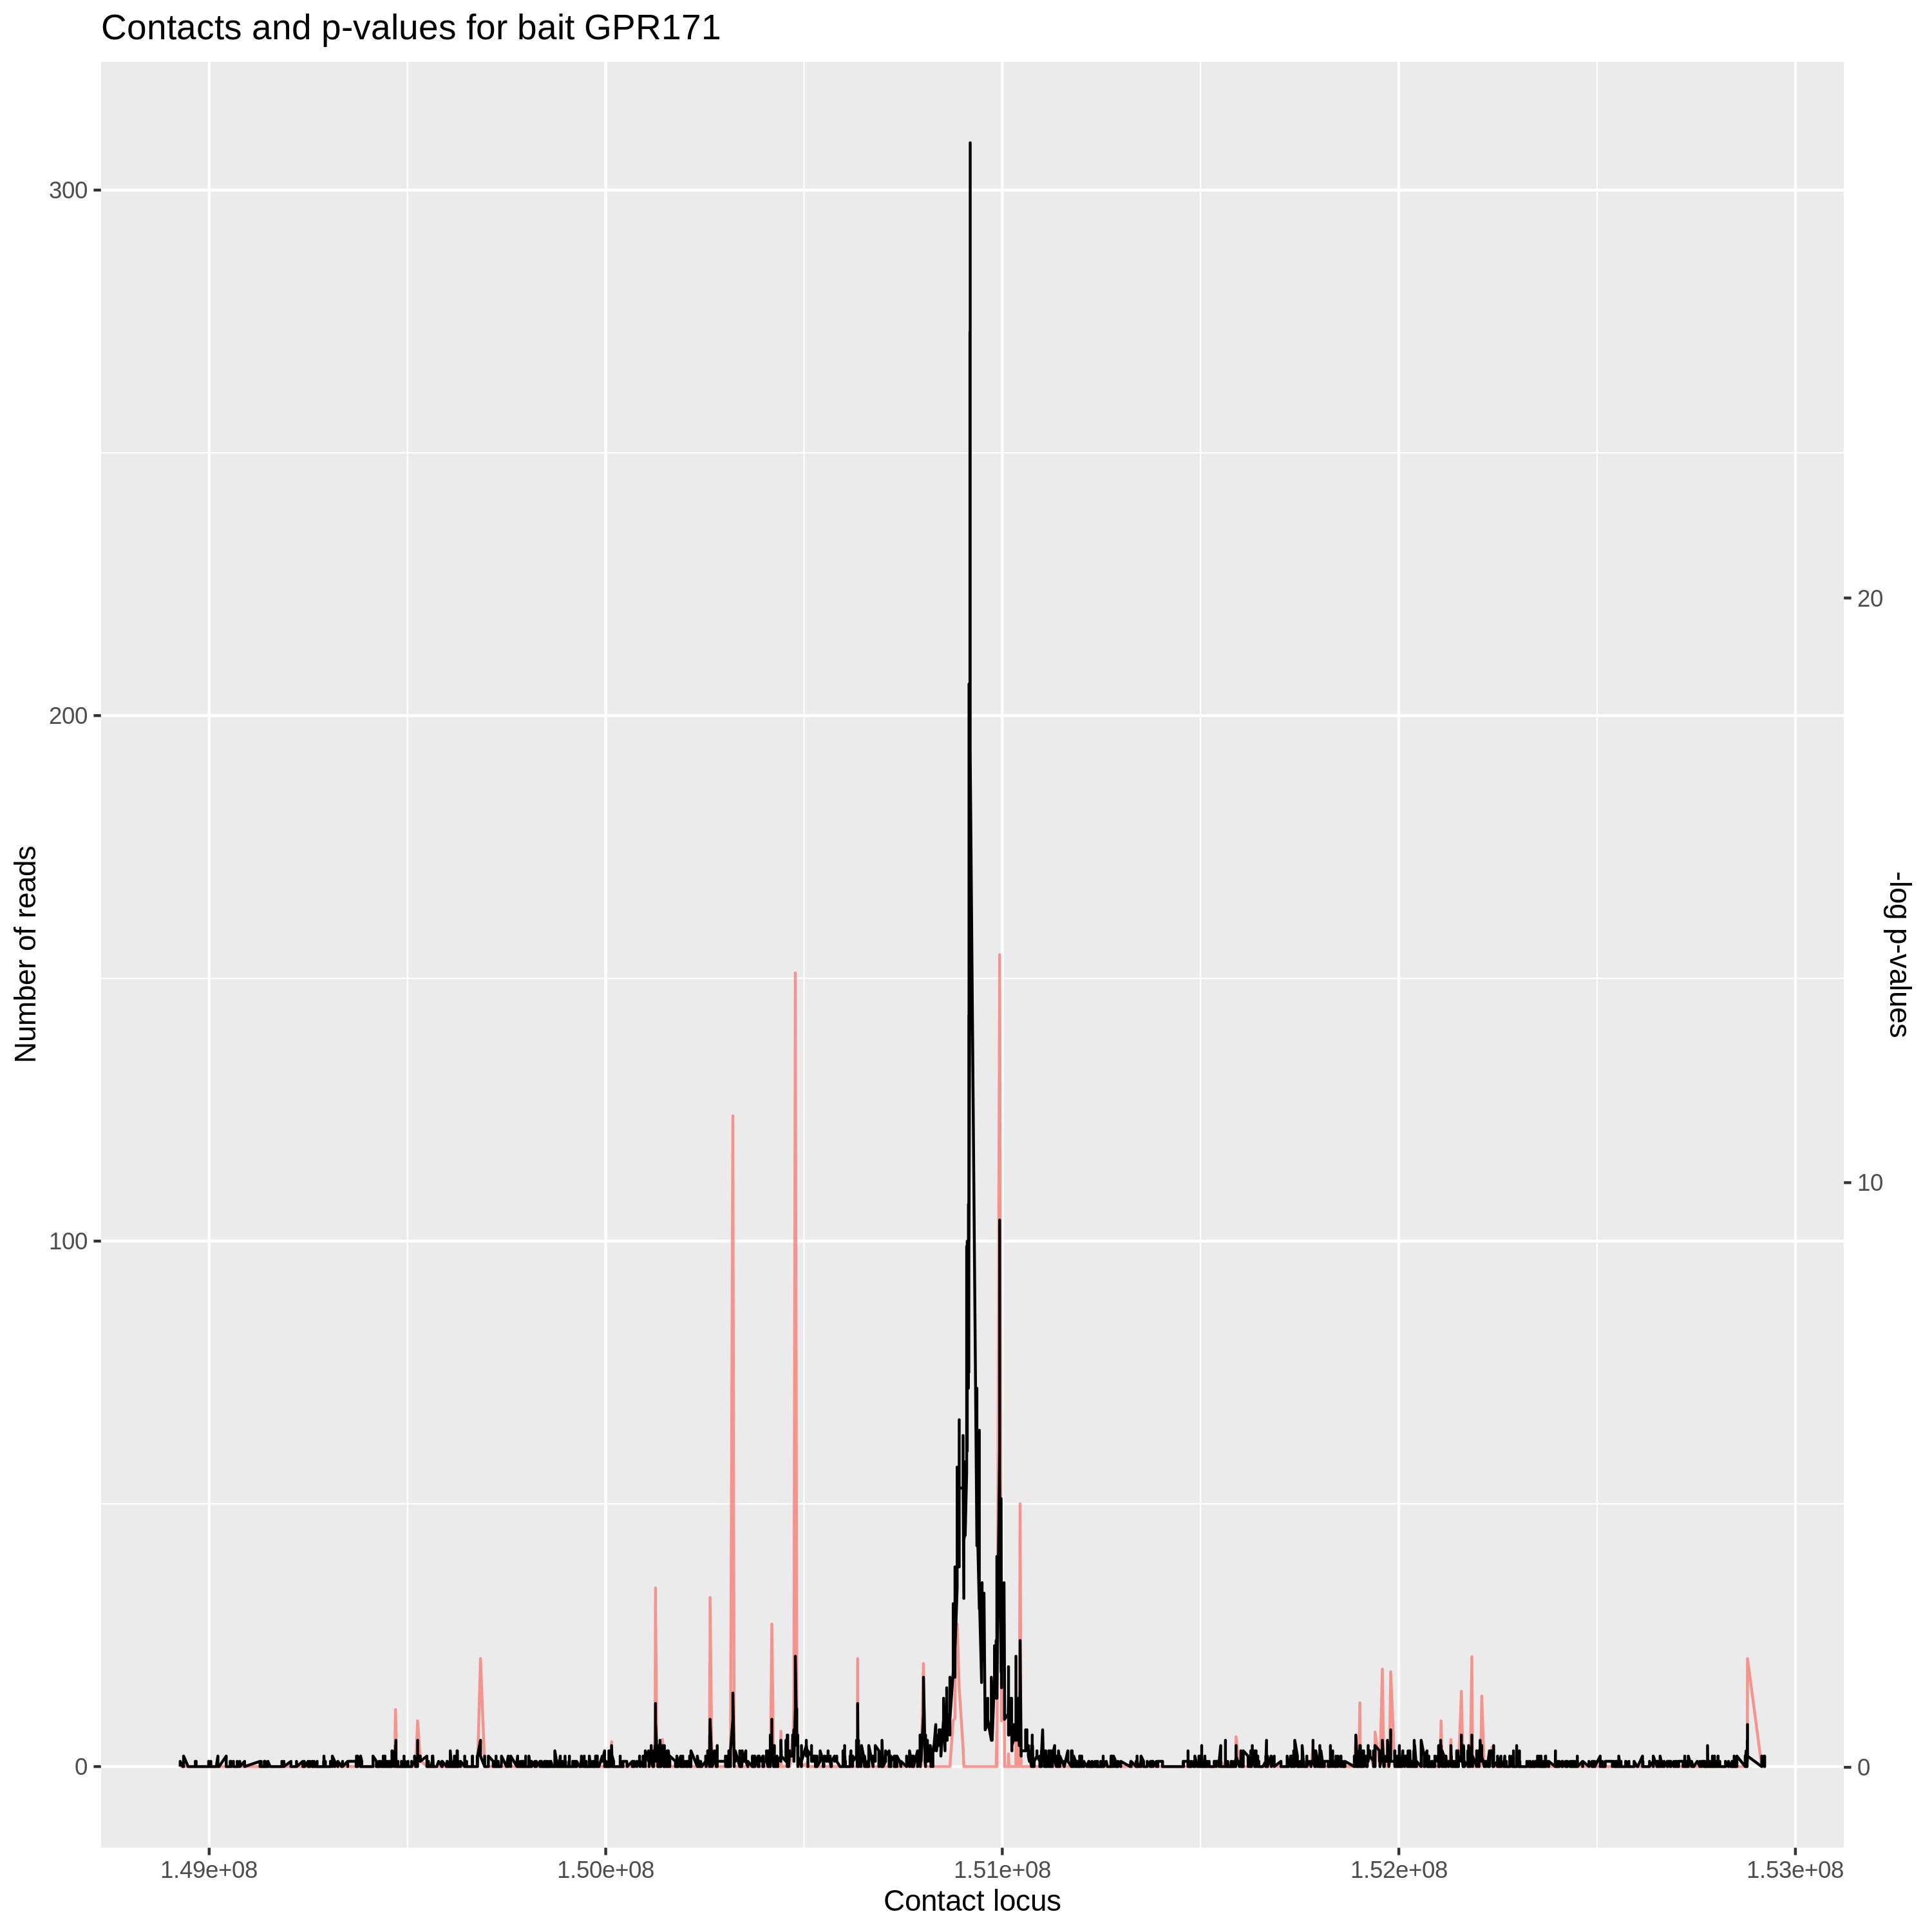 Contacts and p-values for bait GPR171
300
200
100
0
Number of reads
20
10
0
-log p-values
1.49e+08 1.50e+08 1.51e+08 1.52e+08 1.53e+08
Contact locus